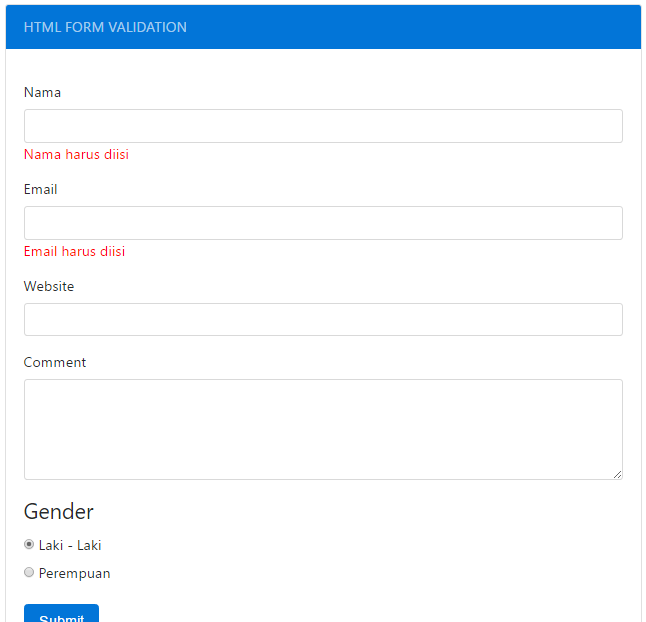 HTML FORM VALIDATION
Nama
Nama harus diisi
Email
Email harus diisi
Website
Comment
Gender
Laki - Laki
Perempuan
Submit